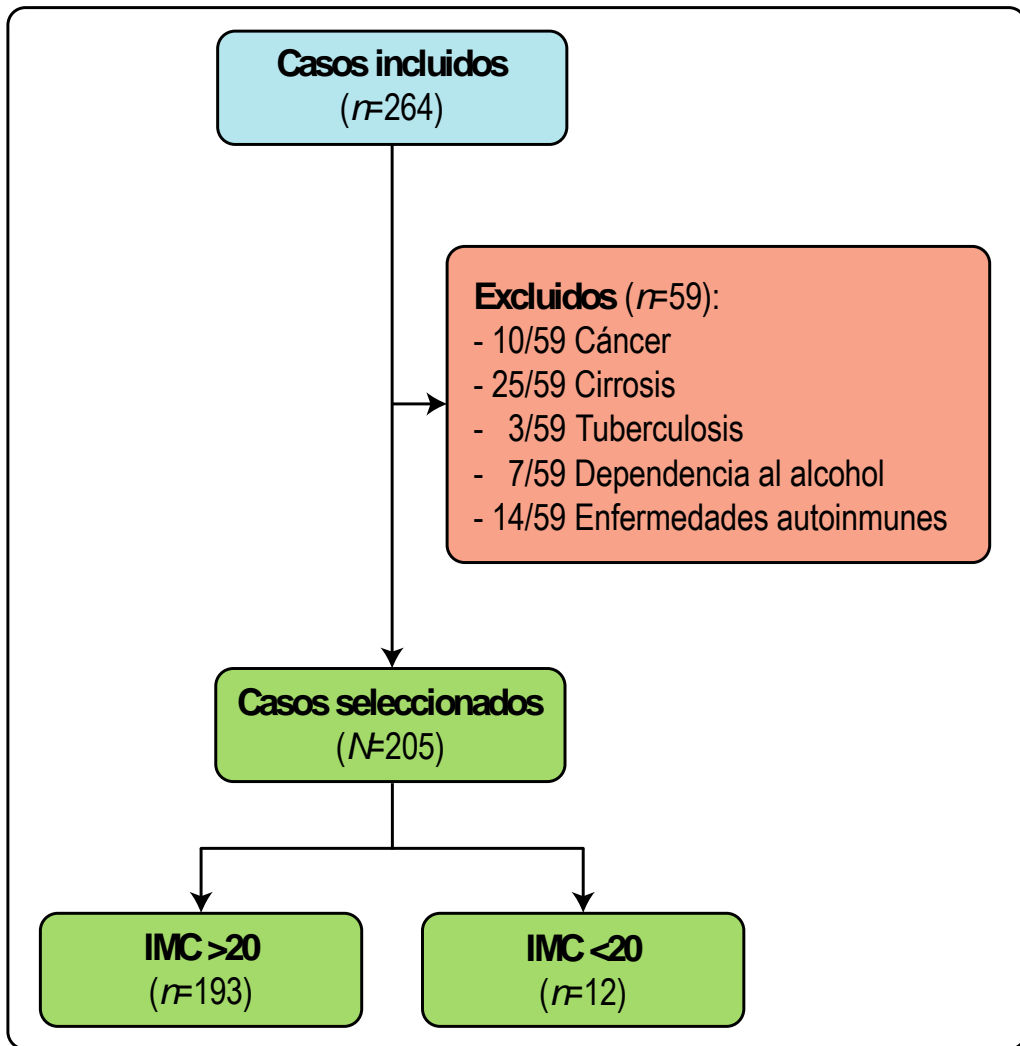 Casos incluidos
(n=264)
Excluidos (n=59):
- 10/59 Cáncer
- 25/59 Cirrosis
- 3/59 Tuberculosis
- 7/59 Dependencia al alcohol
- 14/59 Enfermedades autoinmunes
Casos seleccionados
(N=205)
IMC >20
(n=193)
IMC <20
(n=12)